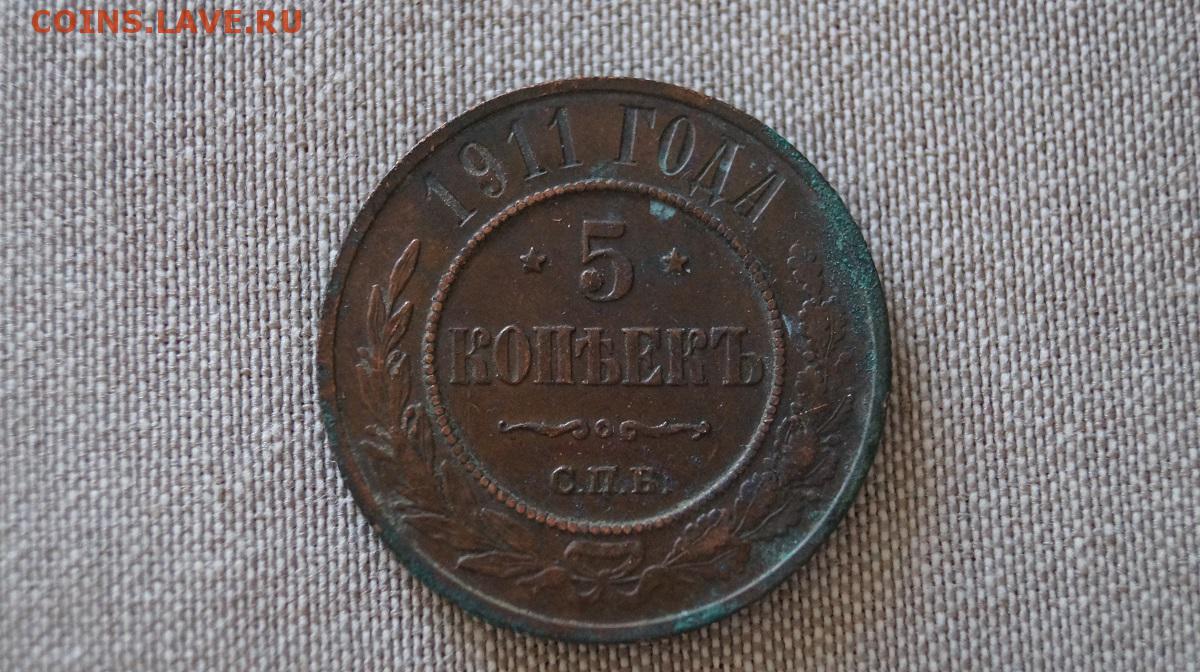 COINS.LAVE.RU
1911 ГОДА
5
КОПѢЕКЪ
С.П.Б.